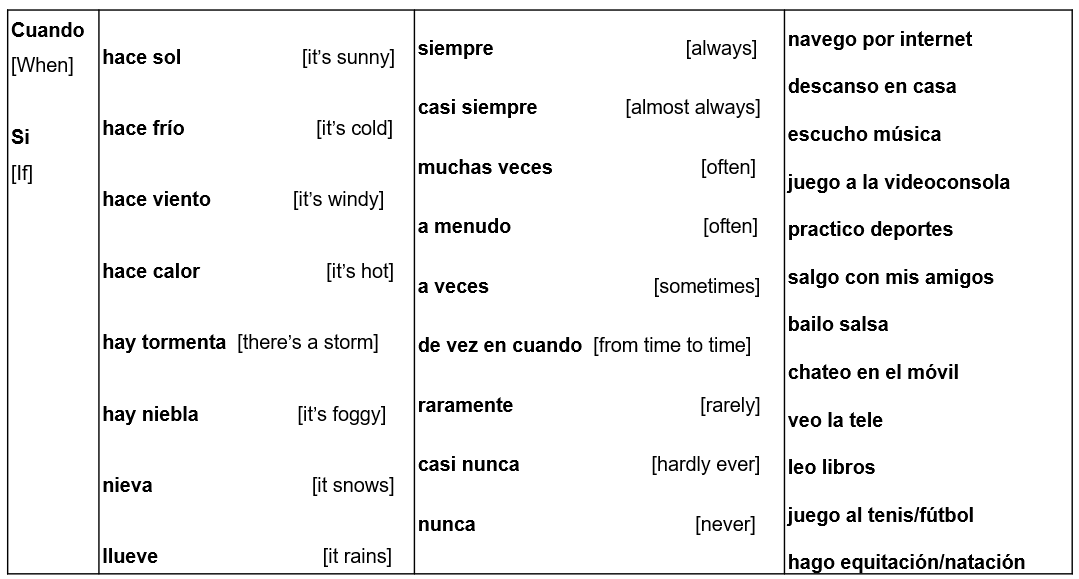 Cuando
[When]
Si
[If]
hace sol [it's sunny]
hace frío [it's cold]
hace viento [it's windy]
hace calor [it's hot]
hay tormenta [there's a storm]
hay niebla [it's foggy]
nieva [it snows]
llueve [it rains]
siempre [always]
casi siempre [almost always]
muchas veces [often]
a menudo [often]
a veces [sometimes]
de vez en cuando [from time to time]
raramente [rarely]
casi nunca [hardly ever]
nunca [never]
navego por internet
descanso en casa
escucho música
juego a la videoconsola
practico deportes
salgo con mis amigos
bailo salsa
chateo en el móvil
veo la tele
leo libros
juego al tenis/fútbol
hago equitación/natación